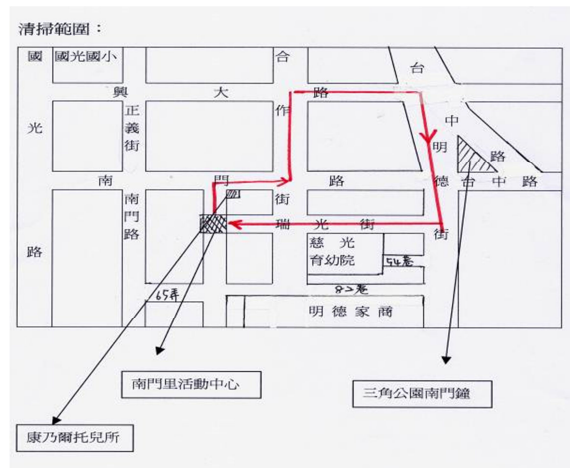 清掃範圍：
國光路
國光國小
興大路
正義街
合作街
台中路
明德街
南門路
台中路
南門路
瑞光街
慈光
育幼院
54巷
82巷
65弄
明德家商
南門里活動中心
三角公園南門鐘
康乃爾托兒所